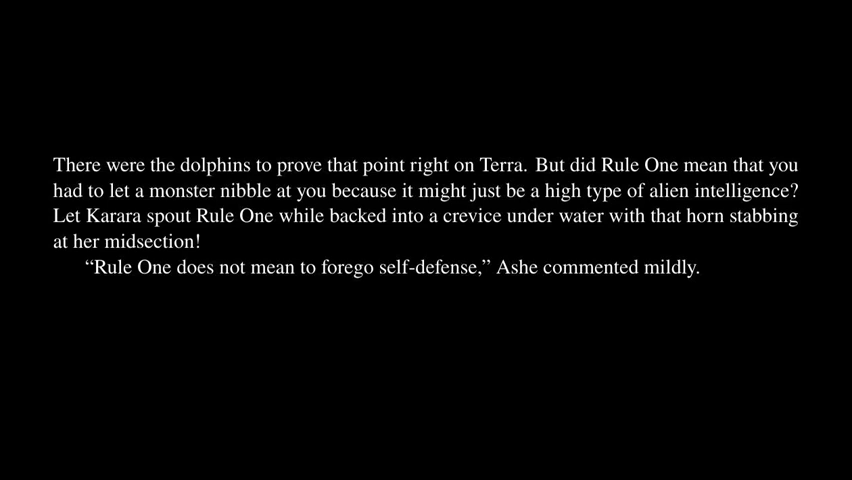 There were the dolphins to prove that point right on Terra. But did Rule One mean that you
had to let a monster nibble at you because it might just be a high type of alien intelligence?
Let Karara spout Rule One while backed into a crevice under water with that horn stabbing
at her midsection!
“Rule One does not mean to forego self-defense,” Ashe commented mildly.